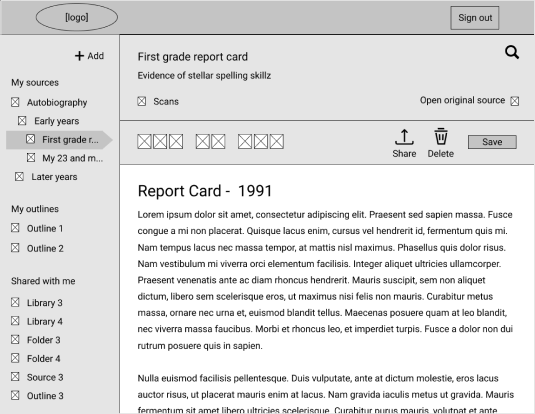 [logo]
Sign out
Add
My sources
Autobiography
Early years
First grade r...
My 23 and m...
Later years
My outlines
Outline 1
Outline 2
Shared with me
Library 3
Library 4
Folder 3
Folder 4
Source 3
Outline 3
First grade report card
Evidence of stellar spelling skillz
Scans
Open original source
Share
Delete
Save
Report Card - 1991
Lorem ipsum dolor sit amet, consectetur adipiscing elit. Praesent sed sapien massa. Fusce
congue a mi non placerat. Quisque lacus enim, cursus vel hendrerit id, fermentum quis mi.
Nam tempus lacus nec massa tempor, at mattis nisl maximus. Phasellus quis dolor risus.
Nam vestibulum mi viverra orci elementum facilisis. Integer aliquet ultricies ullamcorper.
Praesent venenatis ante ac diam rhoncus hendrerit. Mauris suscipit, sem non aliquet
dictum, libero sem scelerisque eros, ut maximus nisi felis non mauris. Curabitur metus
massa, ornare nec urna et, euismod blandit tellus. Maecenas posuere quam at leo blandit,
nec viverra massa faucibus. Morbi et rhoncus leo, et imperdiet turpis. Fusce a dolor non dui
rutrum posuere quis in sapien.
Nulla euismod facilisis pellentesque. Duis vulputate, ante at dictum molestie, eros lacus
auctor risus, ut placerat mauris enim at lacus. Nam gravida iaculis metus ut gravida. Mauris
fermentum sit amet libero ultricies scelerisque. Curabitur purus mauris, volutpat et ante